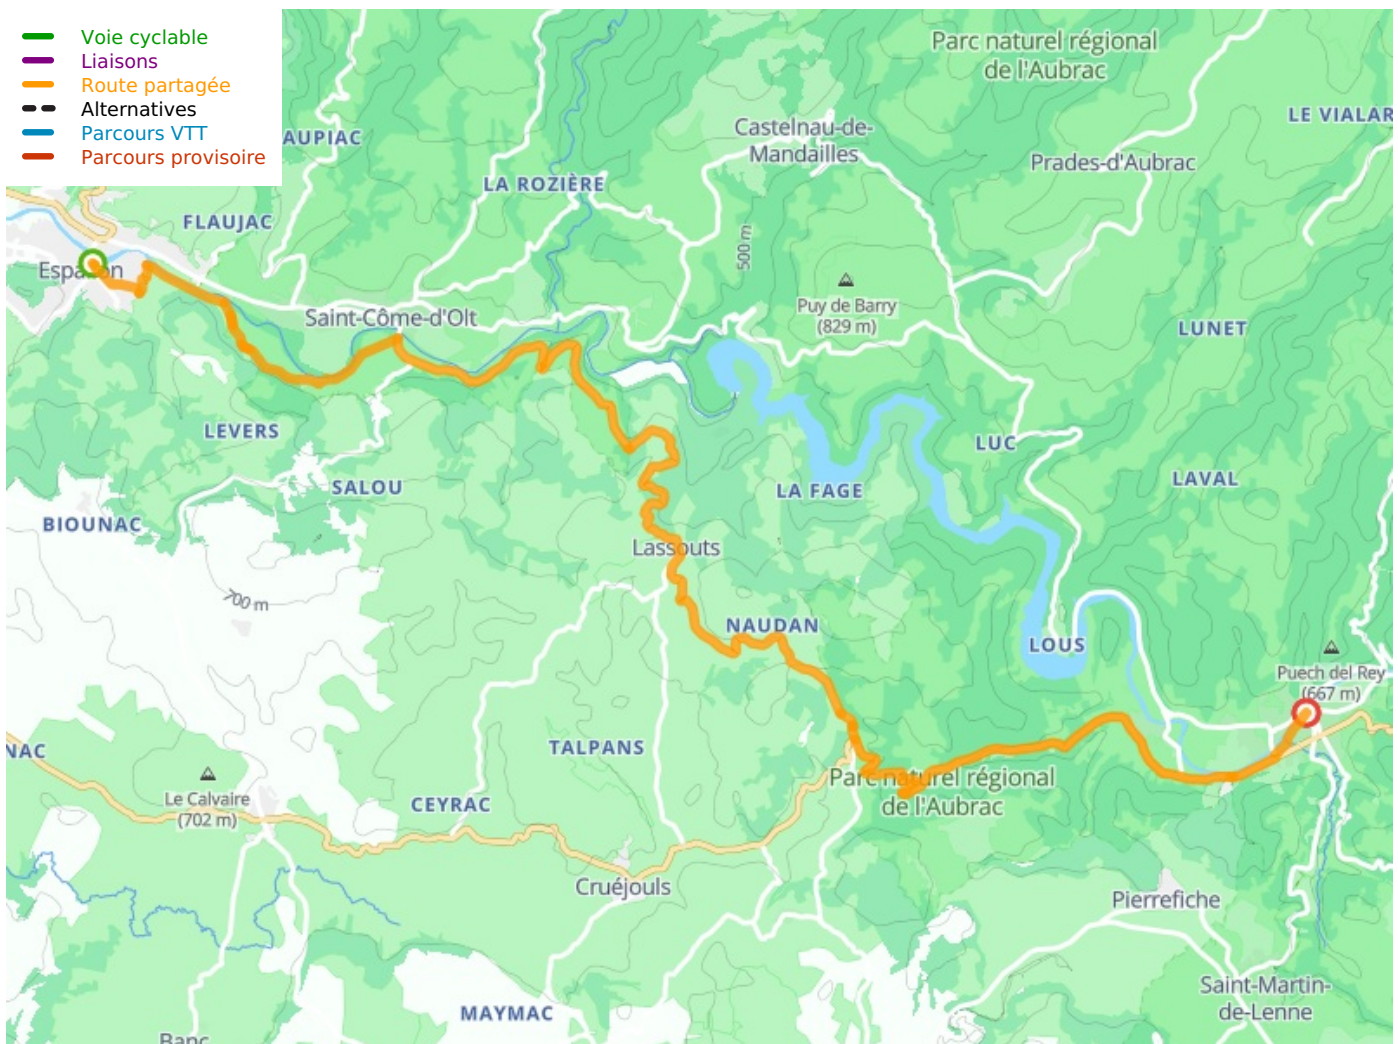 Voie cyclable
Liaisons
Route partagée
Alternatives
Parcours VTT
Parcours provisoire
Parc naturel régional
de l'Aubrac
LE VIALAR
AUPIAC
Castelnau-de-
Mandailles
Prades-d'Aubrac
LA ROZIÈRE
FLAUJAC
500 m
Espalion
Puy de Barry
(829 m)
Saint-Côme-d'Olt
LUNET
LEVERS
LUC
SALOU
LA FAGE
LAVAL
BIOUNAC
Lassouts
700 m
NAUDAN
LOUS
Puech del Rey
(667 m)
NAC
TALPANS
Parc naturel régional
de l'Aubrac
Le Calvaire
(702 m)
CEYRAC
Cruéjouls
Pierrefiche
Saint-Martin-
de-Lenne
MAYMAC
Banc